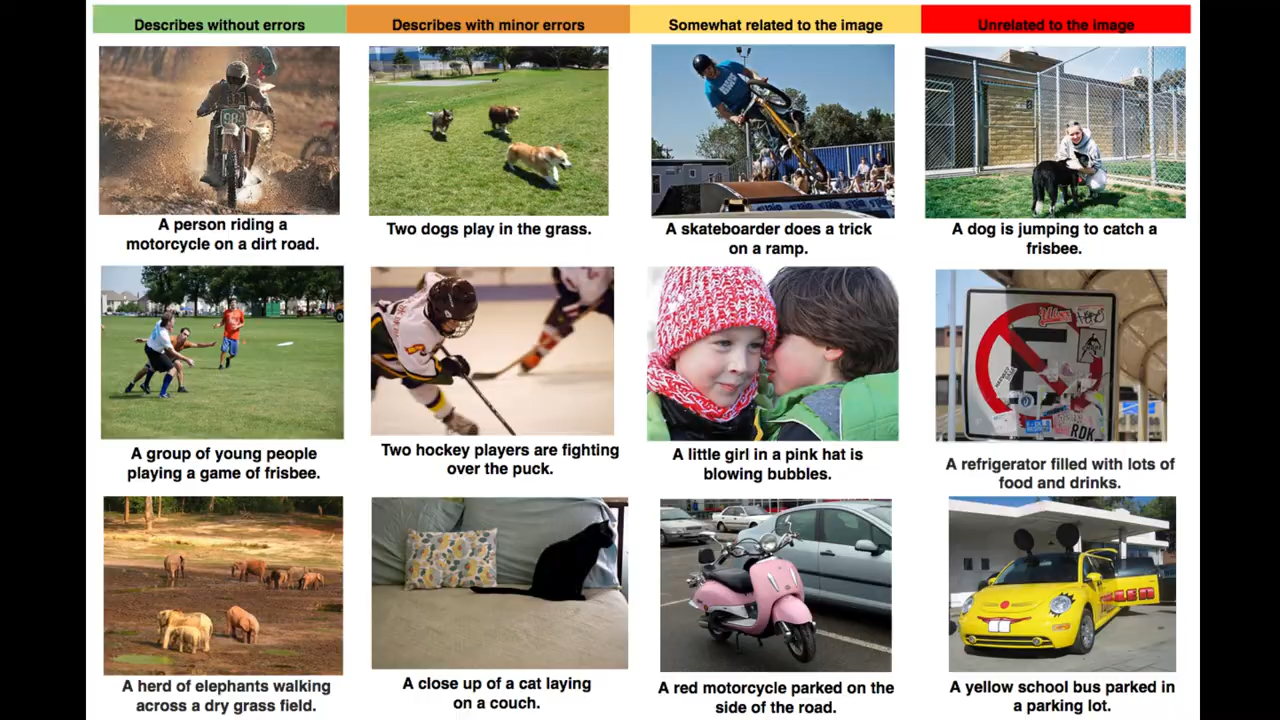 Describes without errors
Describes with minor errors
Somewhat related to the image
Unrelated to the image
98
A person riding a
motorcycle on a dirt road.
Two dogs play in the grass.
A skateboarder does a trick
on a ramp.
A dog is jumping to catch a
frisbee.
A group of young people
playing a game of frisbee.
Two hockey players are fighting
over the puck.
A little girl in a pink hat is
blowing bubbles.
RDK
A refrigerator filled with lots of
food and drinks.
A herd of elephants walking
across a dry grass field.
A close up of a cat laying
on a couch.
A red motorcycle parked on the
side of the road.
A yellow school bus parked in
a parking lot.